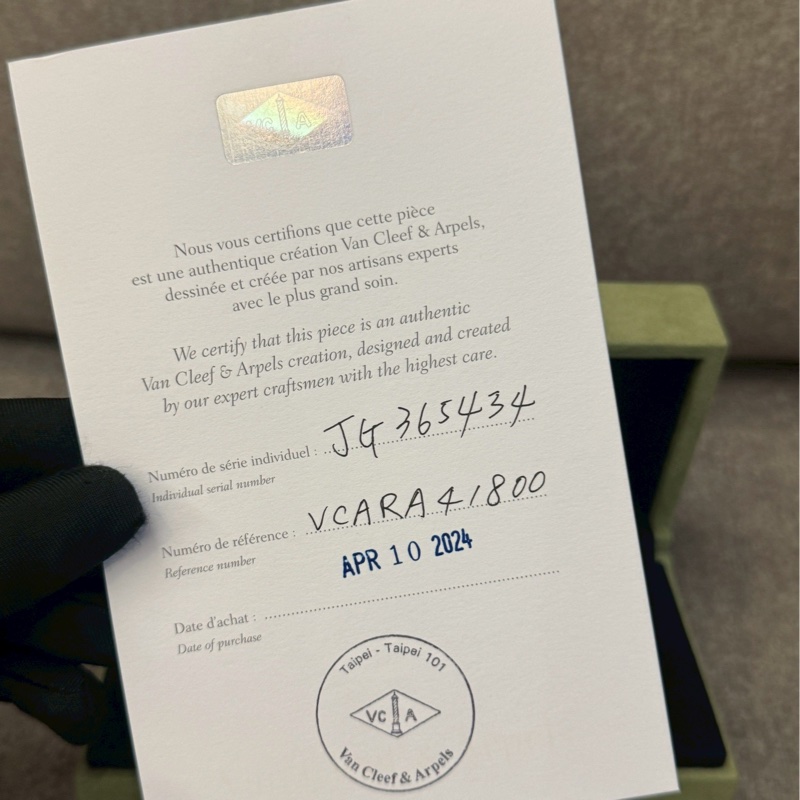 VC A
Nous vous certifions que cette pièce
est une authentique création Van Cleef & Arpels,
dessinée et créée par nos artisans experts
avec le plus grand soin.
We certify that this piece is an authentic
Van Cleef & Arpels creation, designed and created
by our expert craftsmen with the highest care.
Numéro de série individuel : JG365434
Individual serial number
Numéro de référence : VCARA41800
Reference number
APR 10 2024
Date d'achat :
Date of purchase
Taipei - Taipei 101
VC A
Van Cleef & Arpels